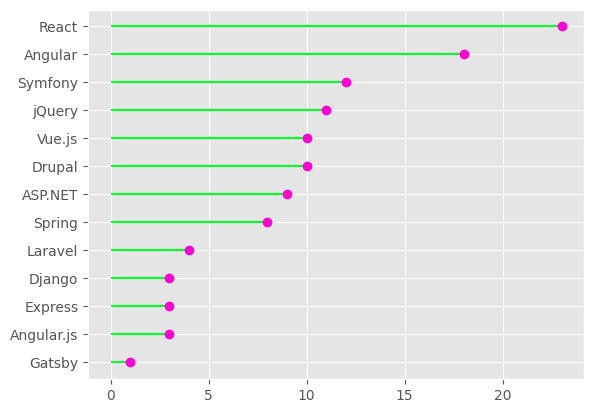 React
Angular
Symfony
jQuery
Vue.js
Drupal
ASP.NET
Spring
Laravel
Django
Express
Angular.js
Gatsby
0 5 10 15 20